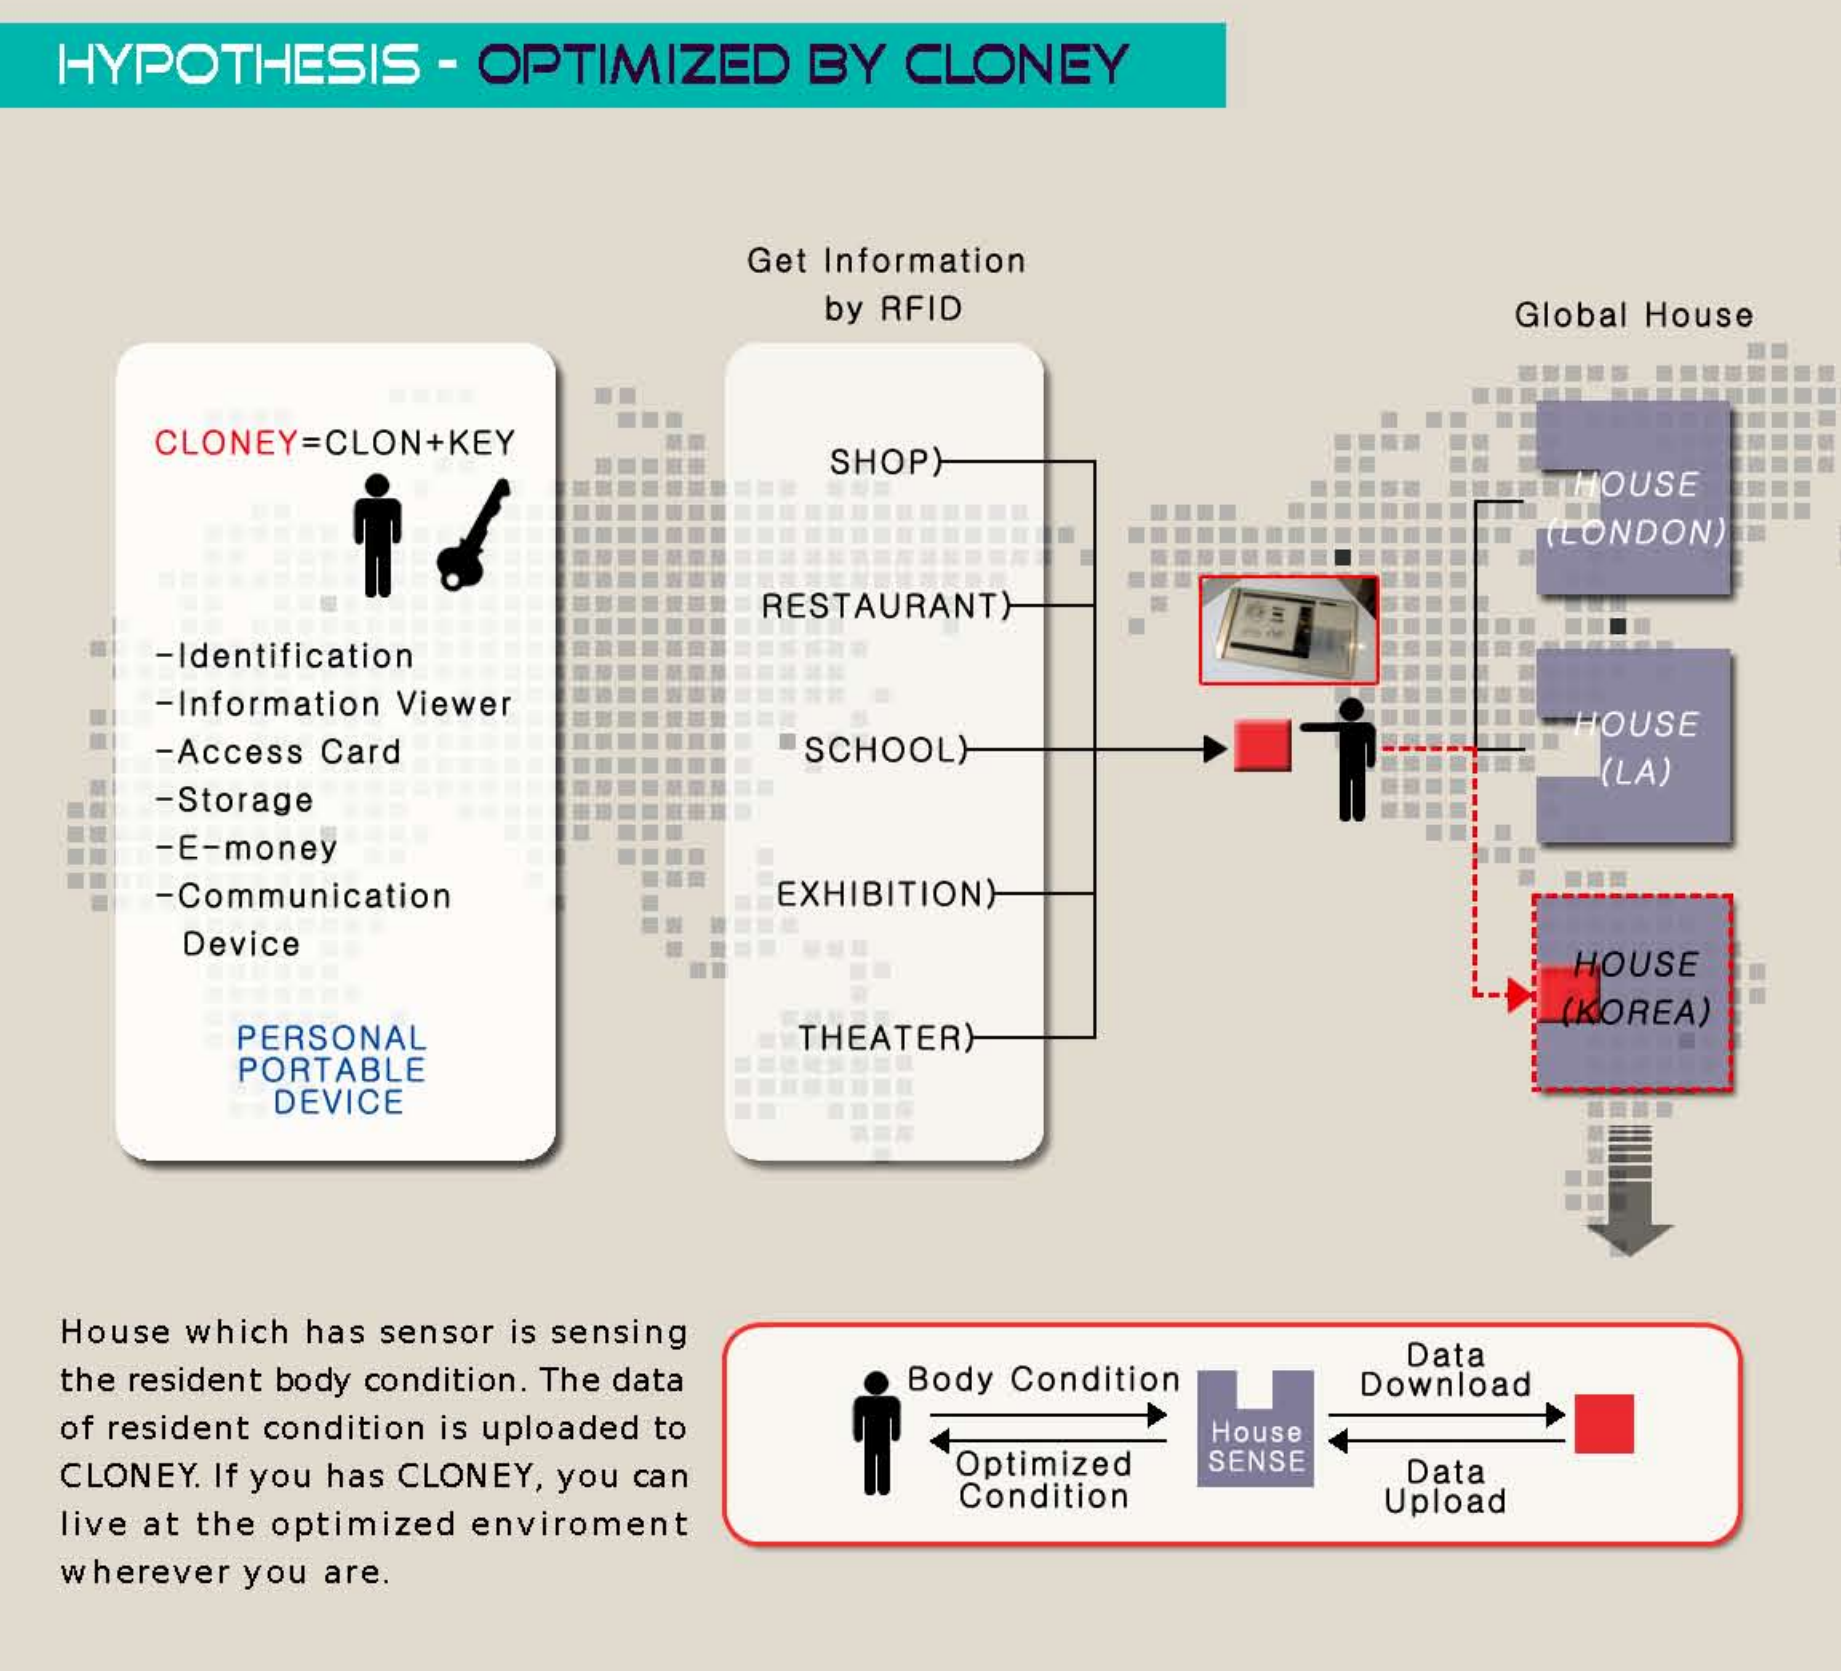 HYPOTHESIS - OPTIMIZED BY CLONEY
Get Information
by RFID
Global House
CLONEY=CLON+KEY
-Identification
-Information Viewer
-Access Card
-Storage
-E-money
-Communication
Device
PERSONAL
PORTABLE
DEVICE
SHOP)
RESTAURANT)
SCHOOL)
EXHIBITION)
THEATER)
HOUSE
(LONDON)
HOUSE
(LA)
HOUSE
(KOREA)
House which has sensor is sensing
the resident body condition. The data
of resident condition is uploaded to
CLONEY. If you has CLONEY, you can
live at the optimized enviroment
wherever you are.
Body Condition
Optimized
Condition
House
SENSE
Data
Download
Data
Upload